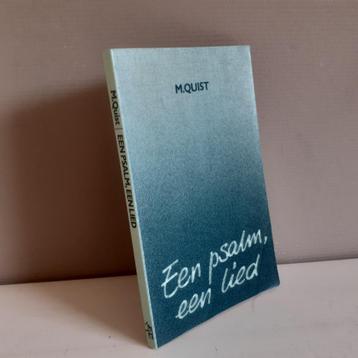 M.QUIST
Een psalm,
een lied
M.Quist | EEN PSALM, EEN LIED